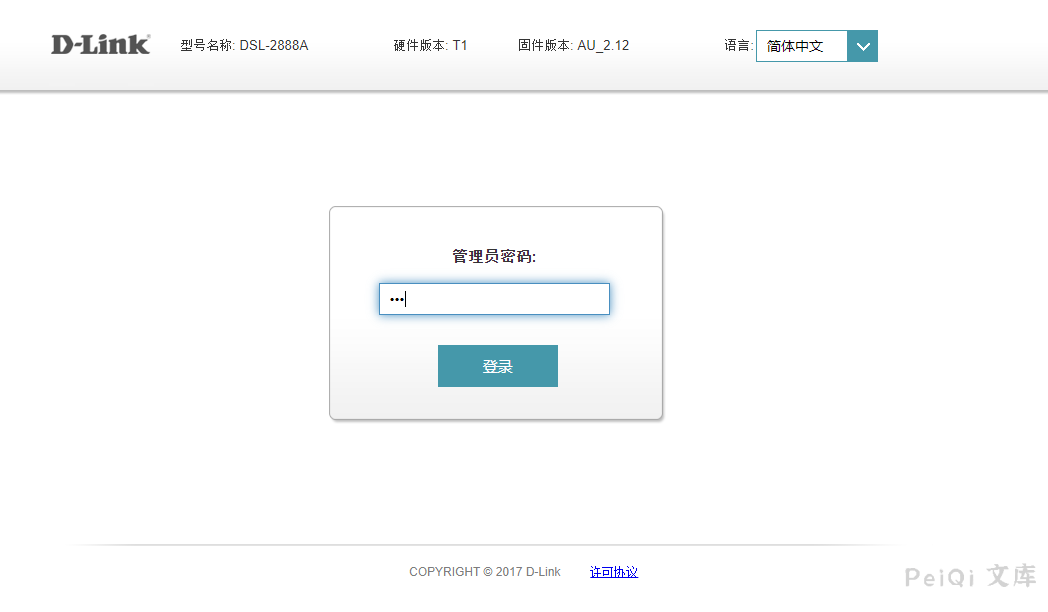 D-Link 型号名称: DSL-2888A 硬件版本: T1 固件版本: AU_2.12 语言: 简体中文
管理员密码:
•••
登录
COPYRIGHT © 2017 D-Link 许可协议
PeiQi 文库